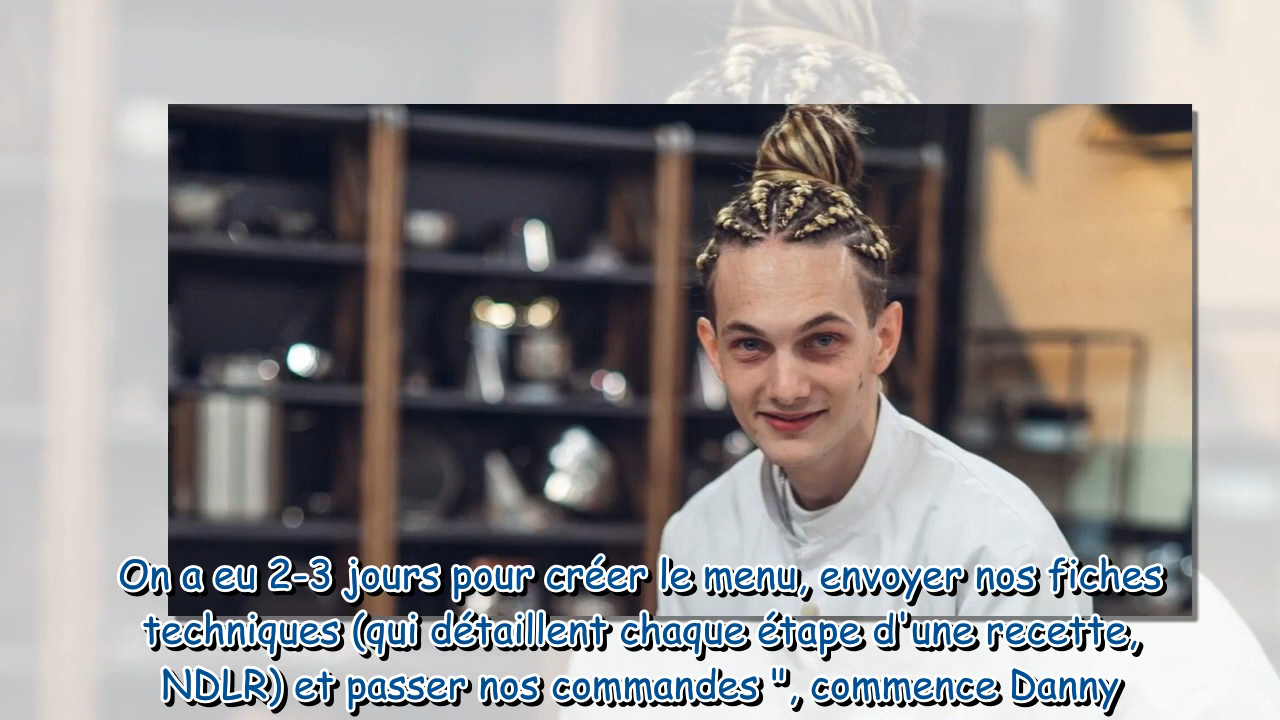 On a eu 2-3 jours pour créer le menu, envoyer nos fiches
techniques (qui détaillent chaque étape d'une recette,
NDLR) et passer nos commandes ", commence Danny